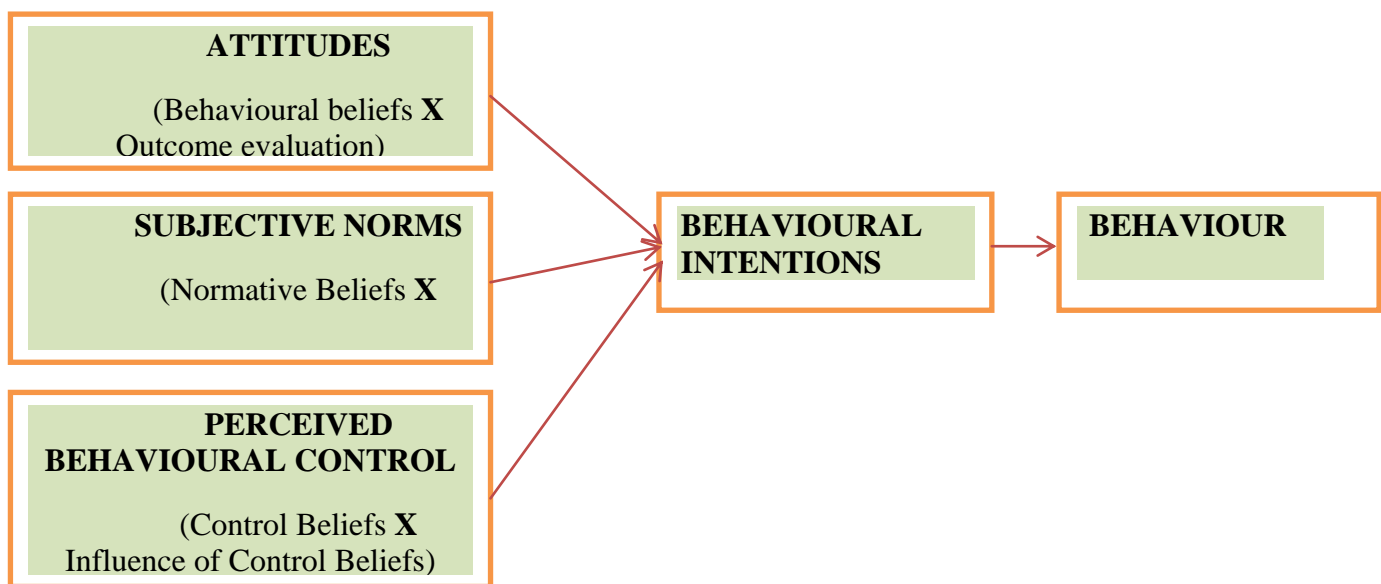 ATTITUDES
(Behavioural beliefs X
Outcome evaluation)
SUBJECTIVE NORMS
(Normative Beliefs X
PERCEIVED
BEHAVIOURAL CONTROL
(Control Beliefs X
Influence of Control Beliefs)
BEHAVIOURAL
INTENTIONS
BEHAVIOUR